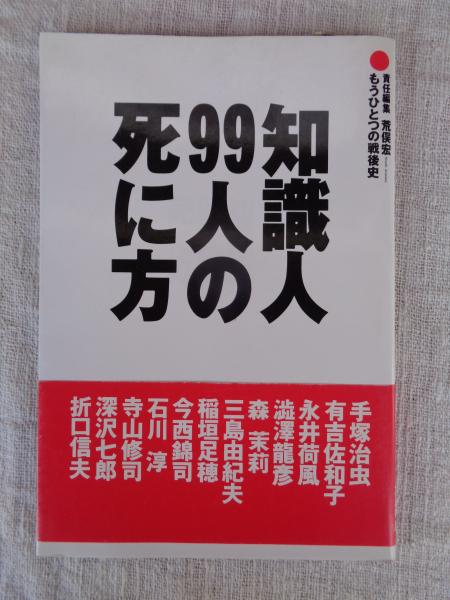 責任編集 荒俣宏
もうひとつの戦後史
知識人
99人の
死に方
手塚治虫
有吉佐和子
永井荷風
澁澤龍彦
森 茉莉
三島由紀夫
稲垣足穂
今西錦司
石川 淳
寺山修司
深沢七郎
折口信夫